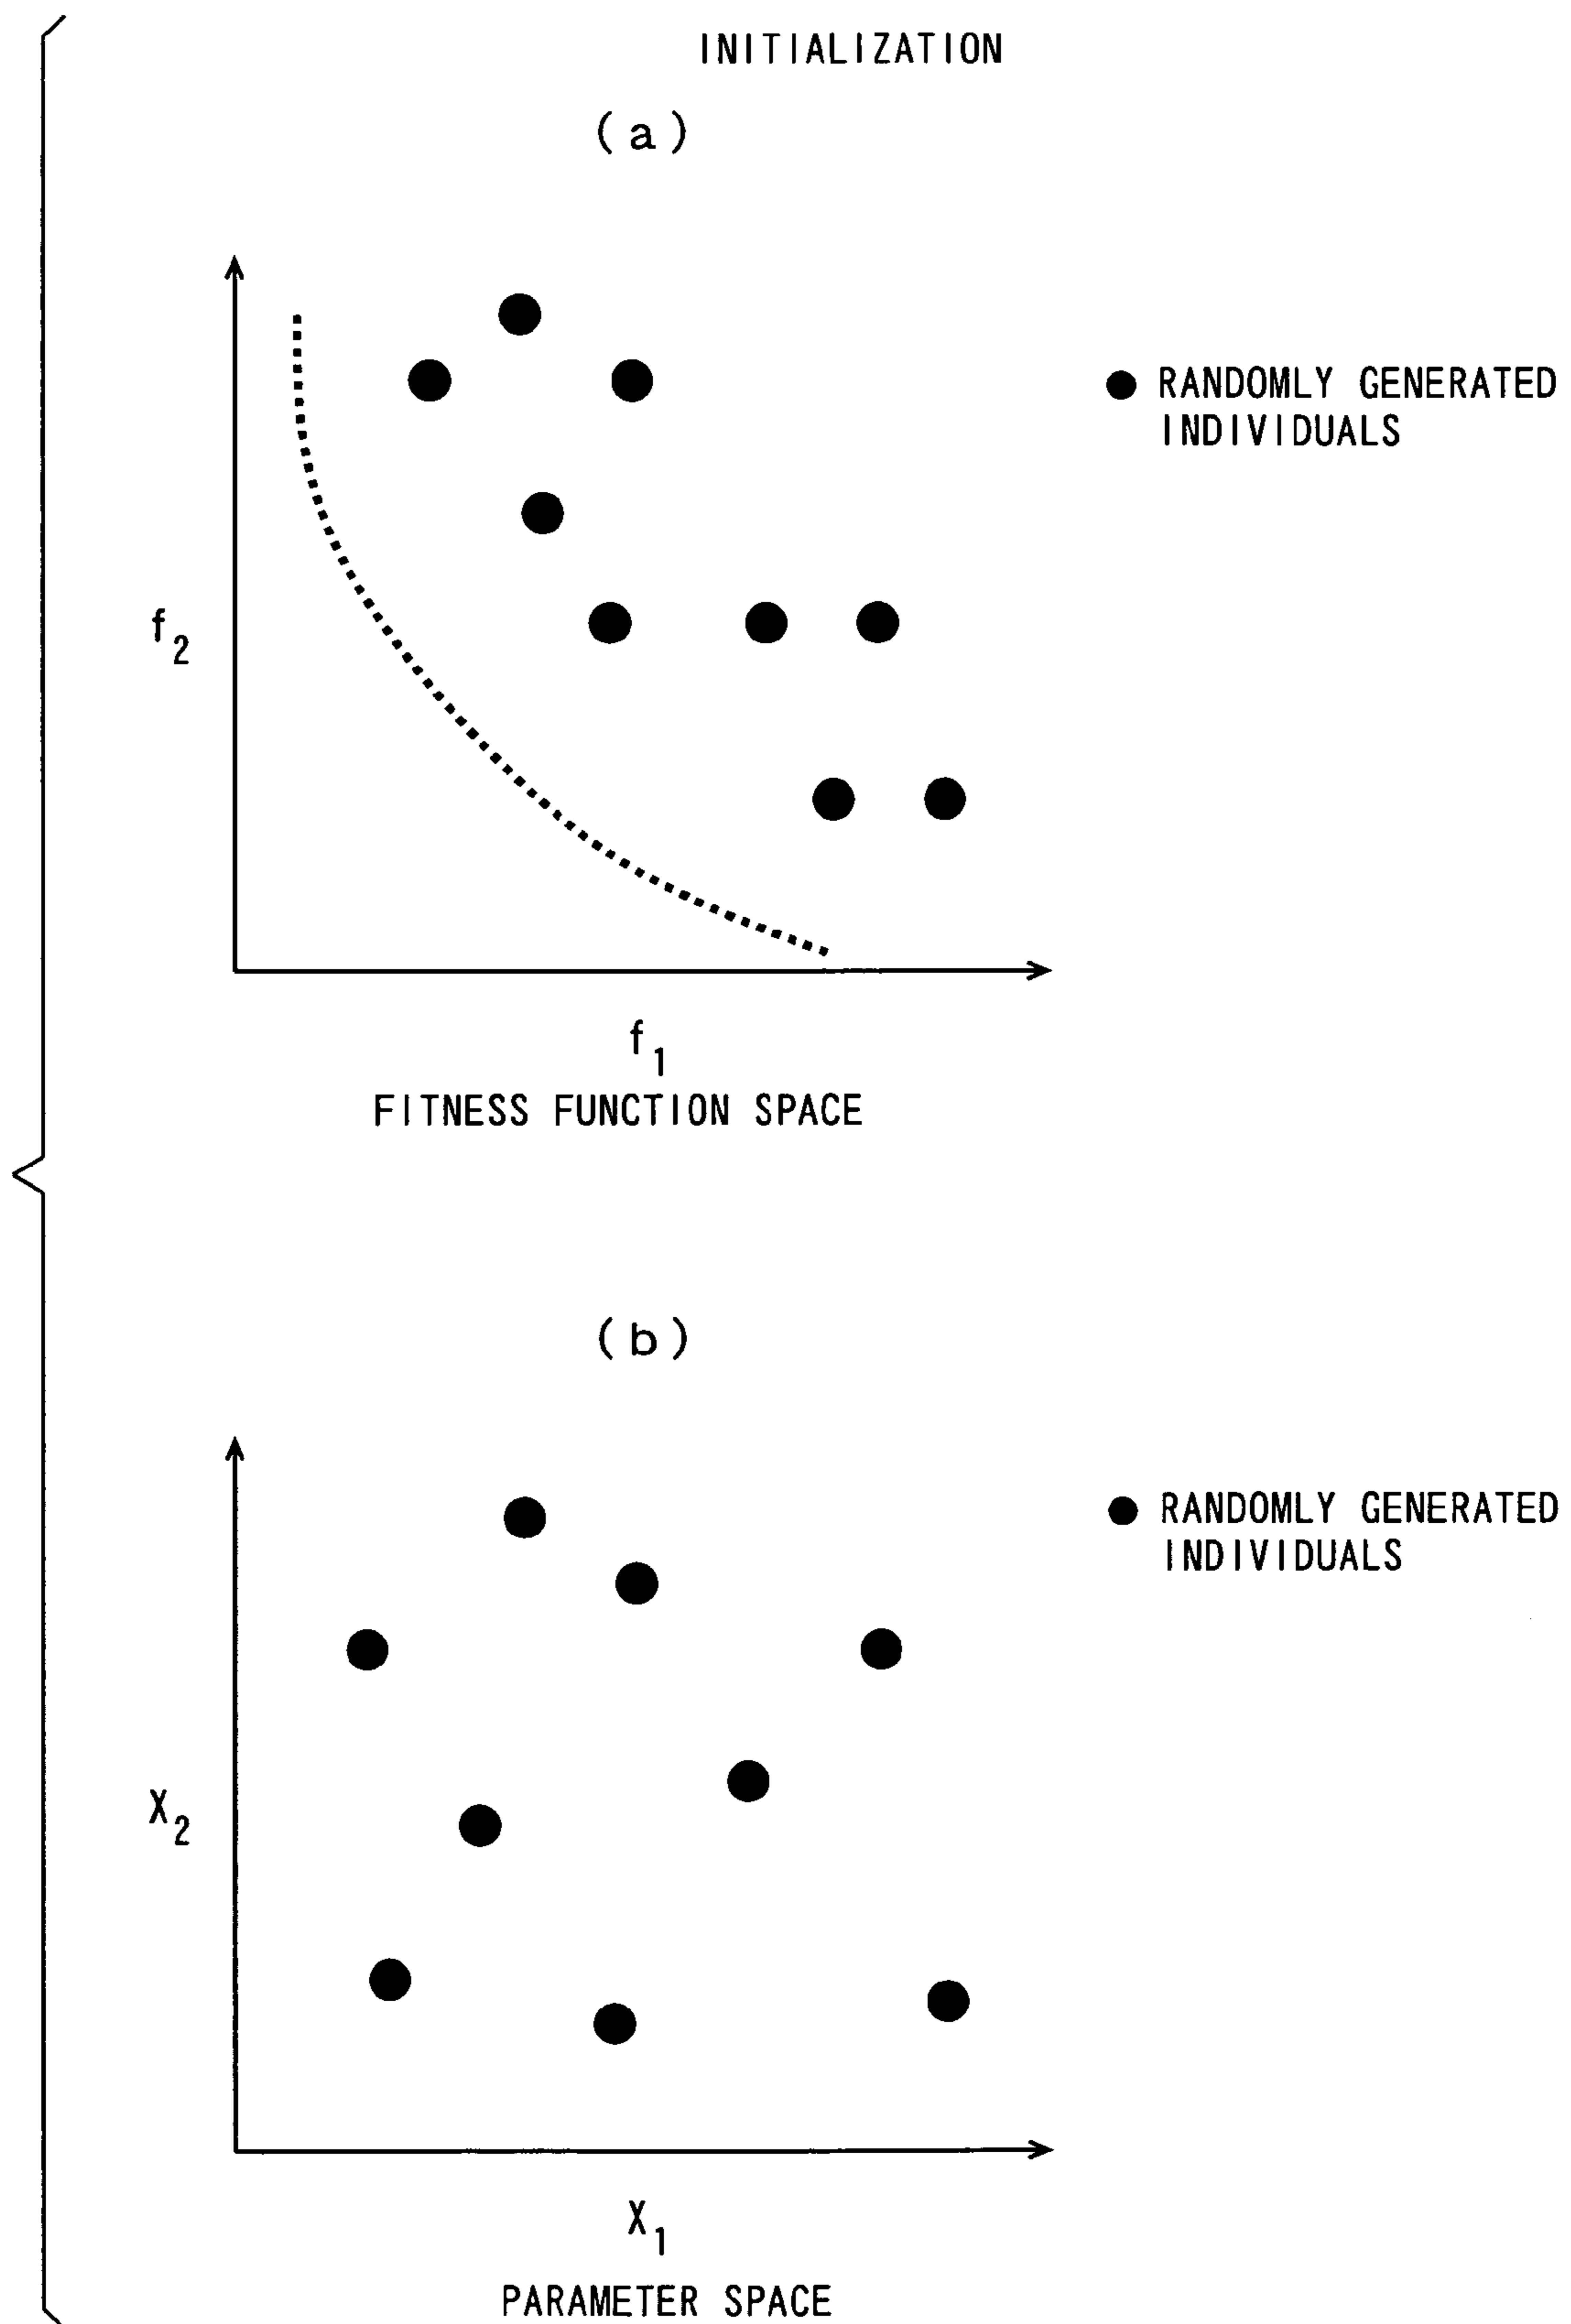 INITIALIZATION
(a)
RANDOMLY GENERATED
INDIVIDUALS
f2
f1
FITNESS FUNCTION SPACE
(b)
RANDOMLY GENERATED
INDIVIDUALS
X2
X1
PARAMETER SPACE